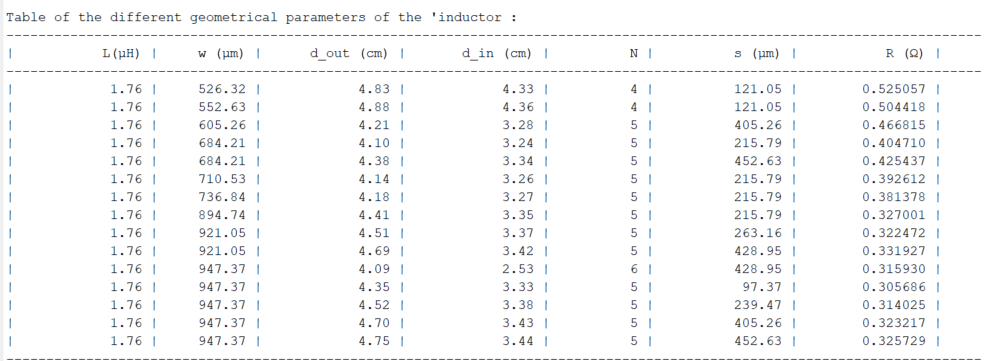 Table of the different geometrical parameters of the 'inductor :
| L(µH) | w (µm) | d_out (cm) | d_in (cm) | N | s (µm) | R (Ω) |
| 1.76 | 526.32 | 4.83 | 4.33 | 4 | 121.05 | 0.525057 |
| 1.76 | 552.63 | 4.88 | 4.36 | 4 | 121.05 | 0.504418 |
| 1.76 | 605.26 | 4.21 | 3.28 | 5 | 405.26 | 0.466815 |
| 1.76 | 684.21 | 4.10 | 3.24 | 5 | 215.79 | 0.404710 |
| 1.76 | 684.21 | 4.38 | 3.34 | 5 | 452.63 | 0.425437 |
| 1.76 | 710.53 | 4.14 | 3.26 | 5 | 215.79 | 0.392612 |
| 1.76 | 736.84 | 4.18 | 3.27 | 5 | 215.79 | 0.381378 |
| 1.76 | 894.74 | 4.41 | 3.35 | 5 | 215.79 | 0.327001 |
| 1.76 | 921.05 | 4.51 | 3.37 | 5 | 263.16 | 0.322472 |
| 1.76 | 921.05 | 4.69 | 3.42 | 5 | 428.95 | 0.331927 |
| 1.76 | 947.37 | 4.09 | 2.53 | 6 | 428.95 | 0.315930 |
| 1.76 | 947.37 | 4.35 | 3.33 | 5 | 97.37 | 0.305686 |
| 1.76 | 947.37 | 4.52 | 3.38 | 5 | 239.47 | 0.314025 |
| 1.76 | 947.37 | 4.70 | 3.43 | 5 | 405.26 | 0.323217 |
| 1.76 | 947.37 | 4.75 | 3.44 | 5 | 452.63 | 0.325729 |